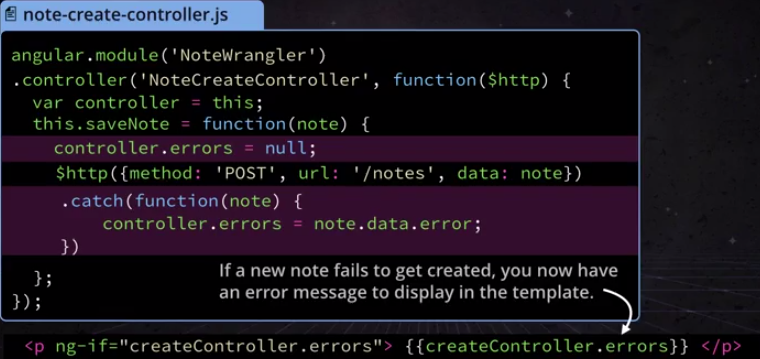 note-create-controller.js
angular.module('NoteWrangler')
.controller('NoteCreateController', function($http) {
var controller = this;
this.saveNote = function(note) {
controller.errors = null;
$http({method: 'POST', url: '/notes', data: note})
.catch(function(note) {
controller.errors = note.data.error;
})
};
});
If a new note fails to get created, you now have
an error message to display in the template.
<p ng-if="createController.errors"> {{createController.errors}} </p>